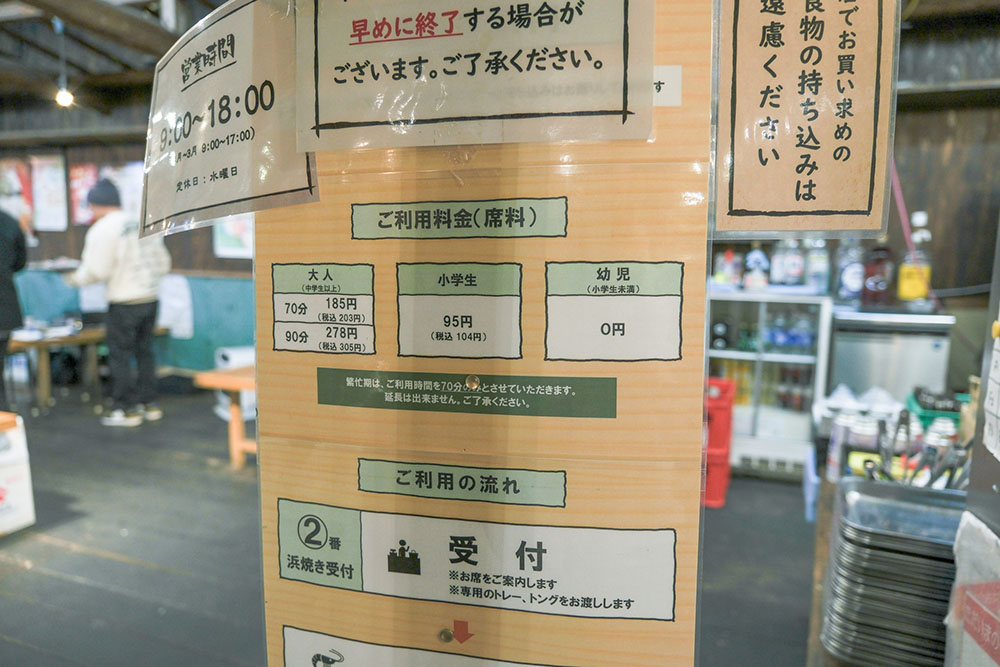 営業時間
9:00~18:00
9:00~17:00)
定休日：水曜日
早めに終了する場合が
ございます。ご了承ください。
でお買い求めの
食物の持ち込みは
遠慮ください
す
ご利用料金（席料）
大人
（中学生以上）
70分 185円
（税込 203円）
90分 278円
（税込 305円）
小学生
95円
（税込 104円）
幼児
（小学生未満）
0円
繁忙期は、ご利用時間を70分のみとさせていただきます。
延長は出来ません。ご了承ください。
ご利用の流れ
②番
浜焼き受付
受付
※お席をご案内します
※専用のトレー、トングをお渡しします